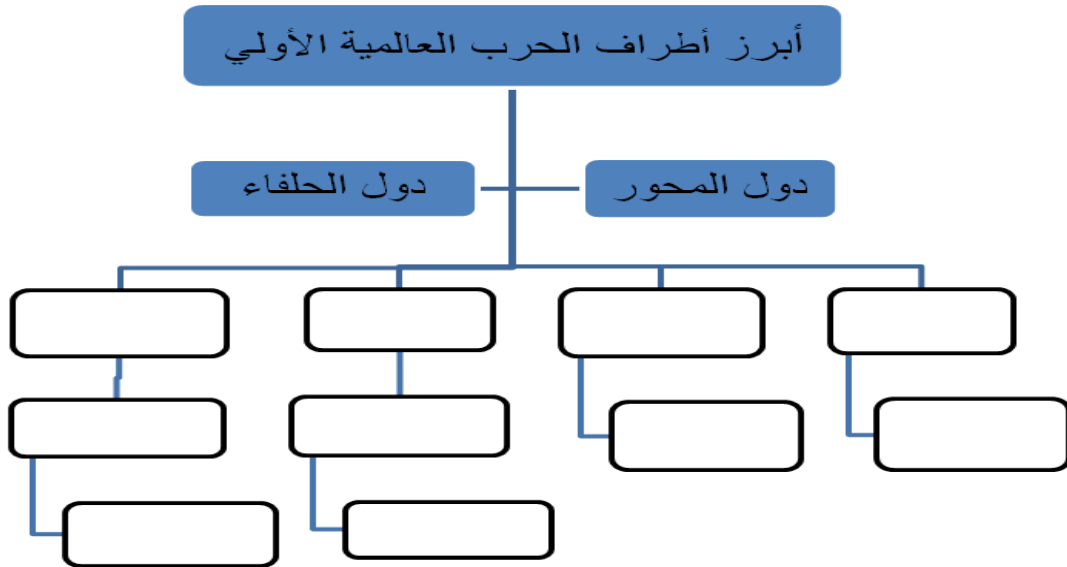 أبرز أطراف الحرب العالمية الأولي
دول المحور
دول الحلفاء